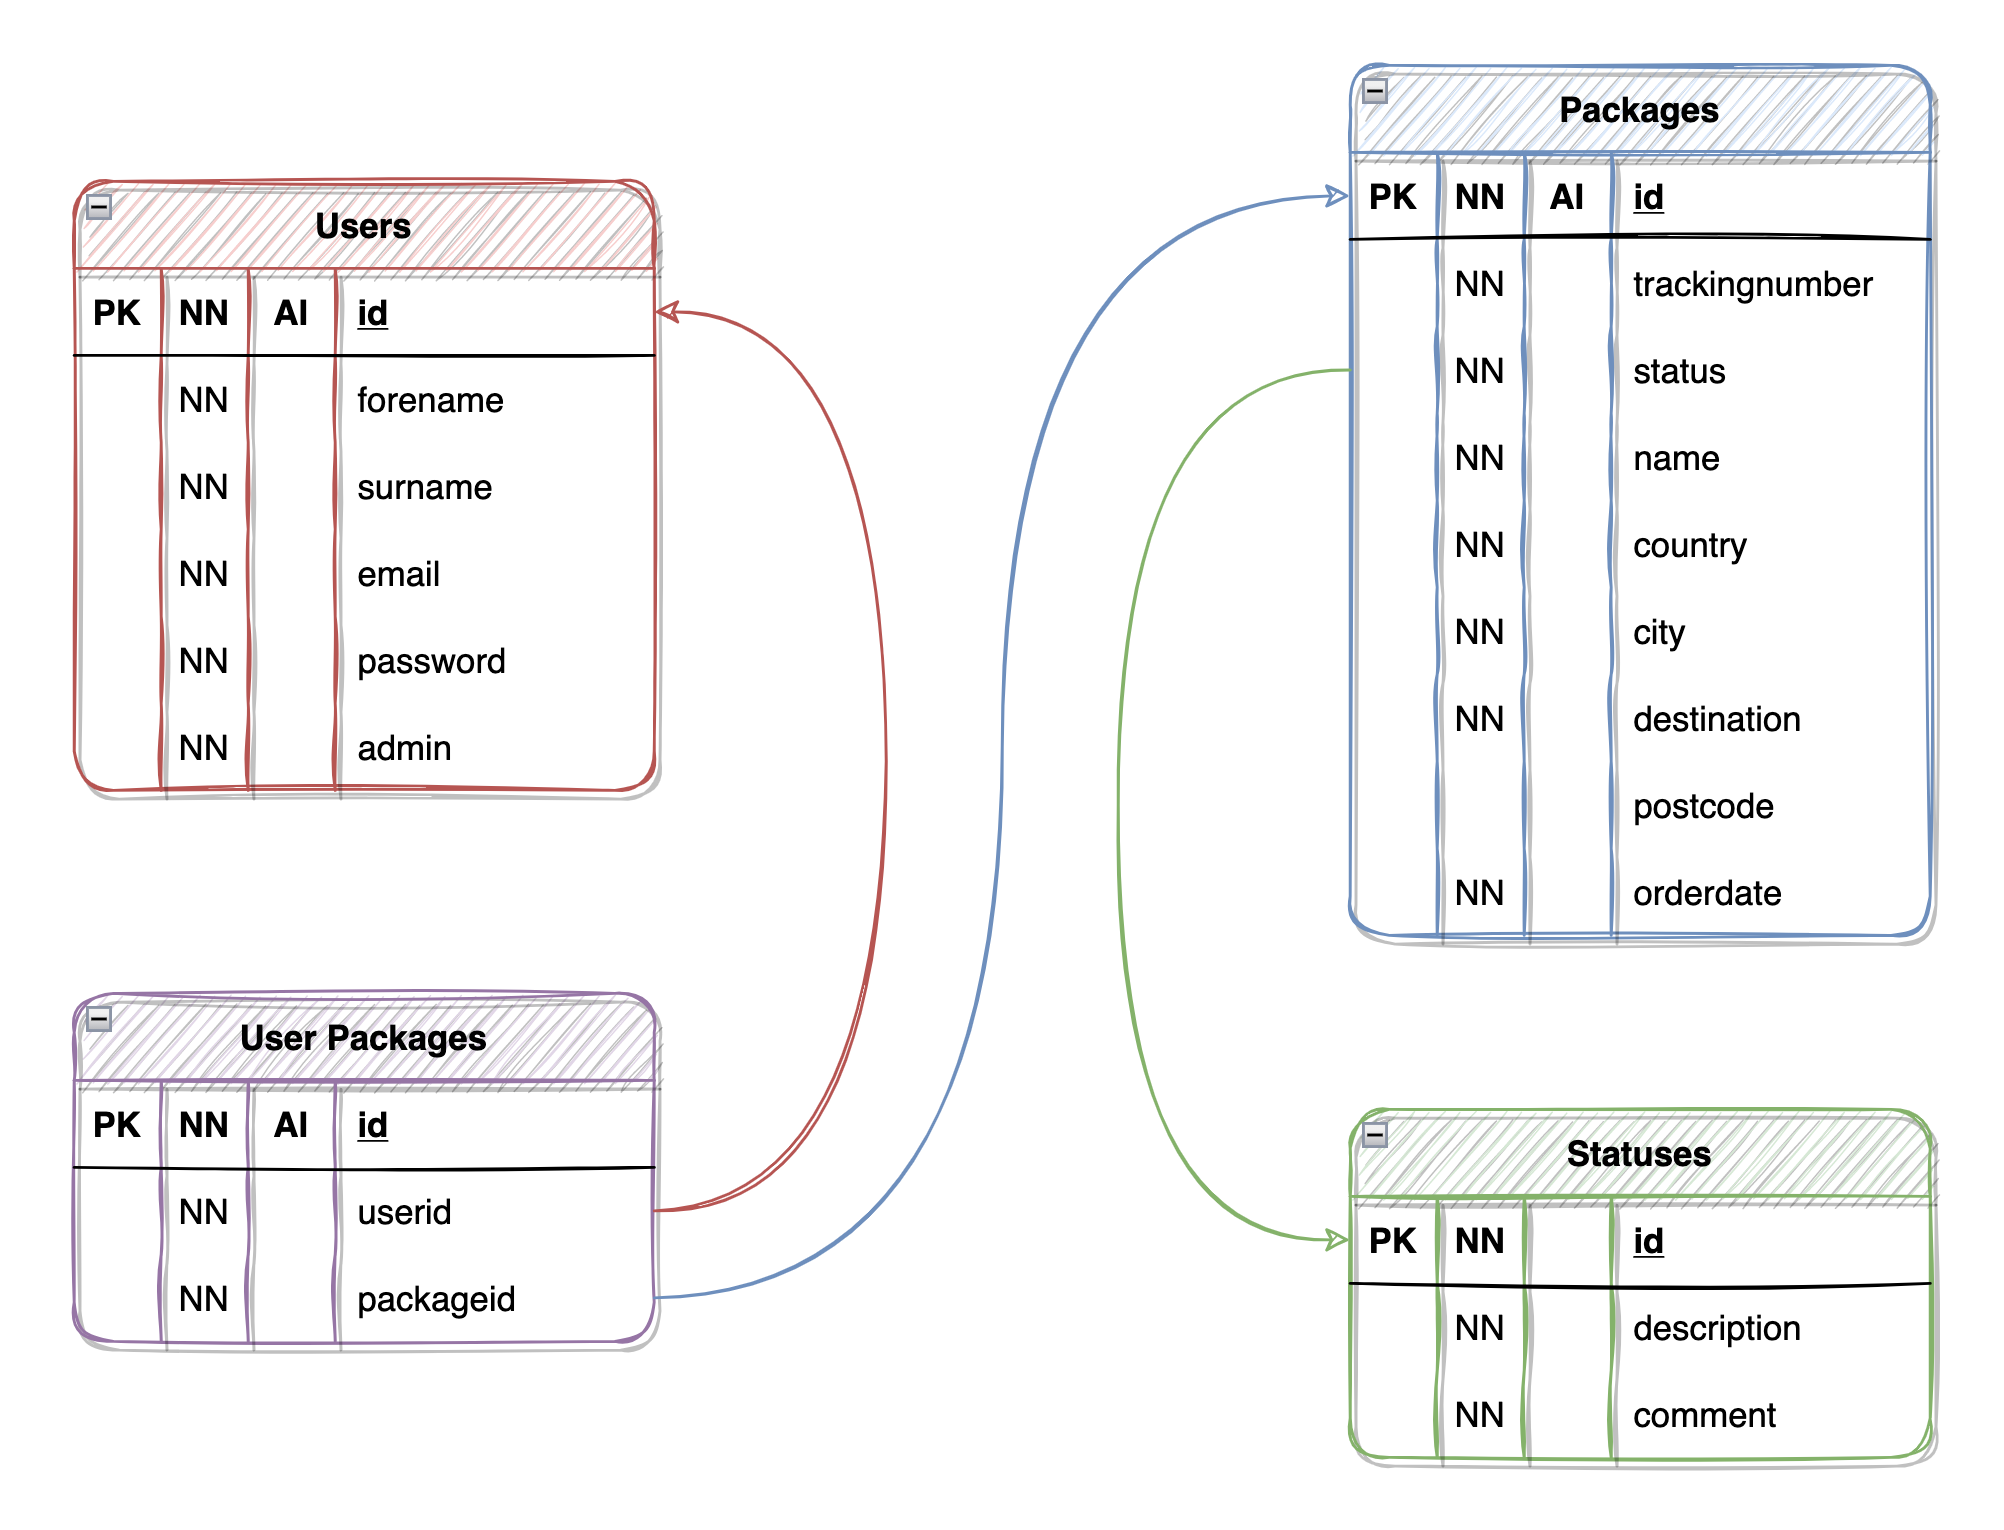 Users
PK NN AI id
NN forename
NN surname
NN email
NN password
NN admin
User Packages
PK NN AI id
NN userid
NN packageid
Packages
PK NN AI id
NN trackingnumber
NN status
NN name
NN country
NN city
NN destination
postcode
NN orderdate
Statuses
PK NN id
NN description
NN comment